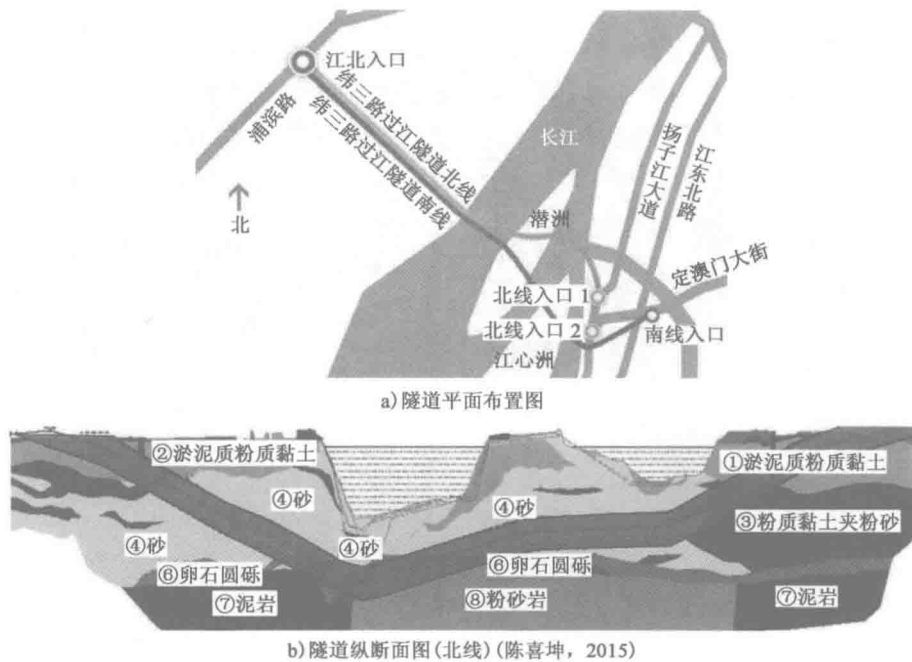 江北入口
浦滨路
纬三路过江隧道北线
纬三路过江隧道南线
北
长江
潜洲
扬子江大道
江东北路
定澳门大街
北线入口 1
北线入口 2
南线入口
江心洲
a)隧道平面布置图
②淤泥质粉质黏土
①淤泥质粉质黏土
④砂
④砂
③粉质黏土夹粉砂
④砂
④砂
⑥卵石圆砾
⑥卵石圆砾
⑦泥岩
⑧粉砂岩
⑦泥岩
b)隧道纵断面图(北线)(陈喜坤，2015)